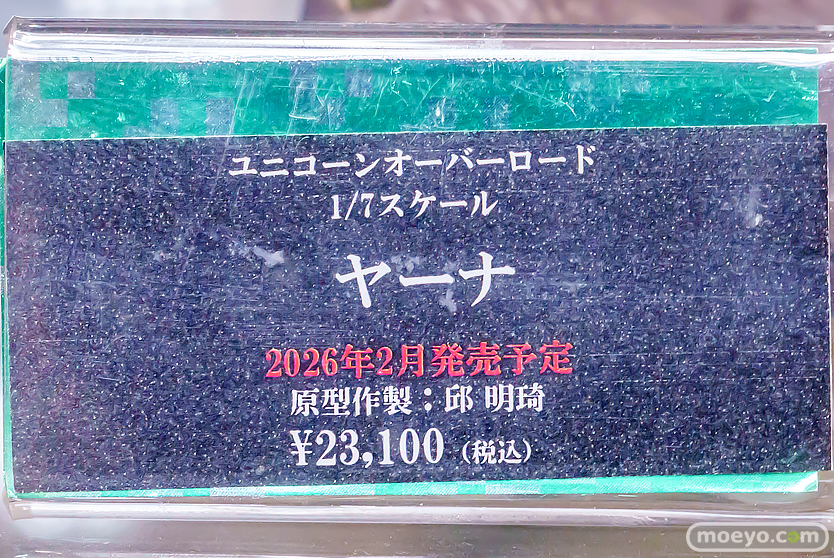 ユニコーンオーバーロード
1/7スケール
ヤーナ
2026年2月発売予定
原型作製：邱 明琦
¥23,100（税込）
moeyo.com